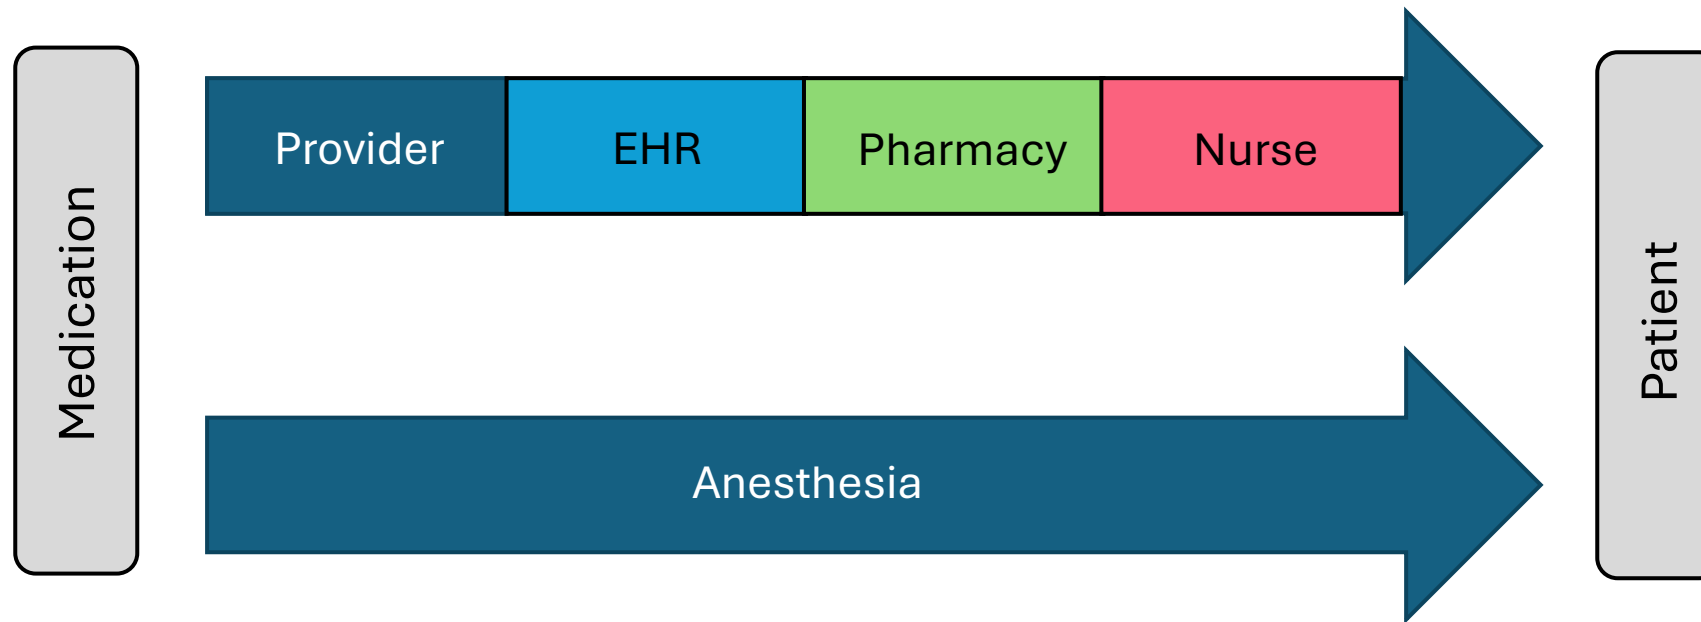 Medication
Provider
EHR
Pharmacy
Nurse
Anesthesia
Patient